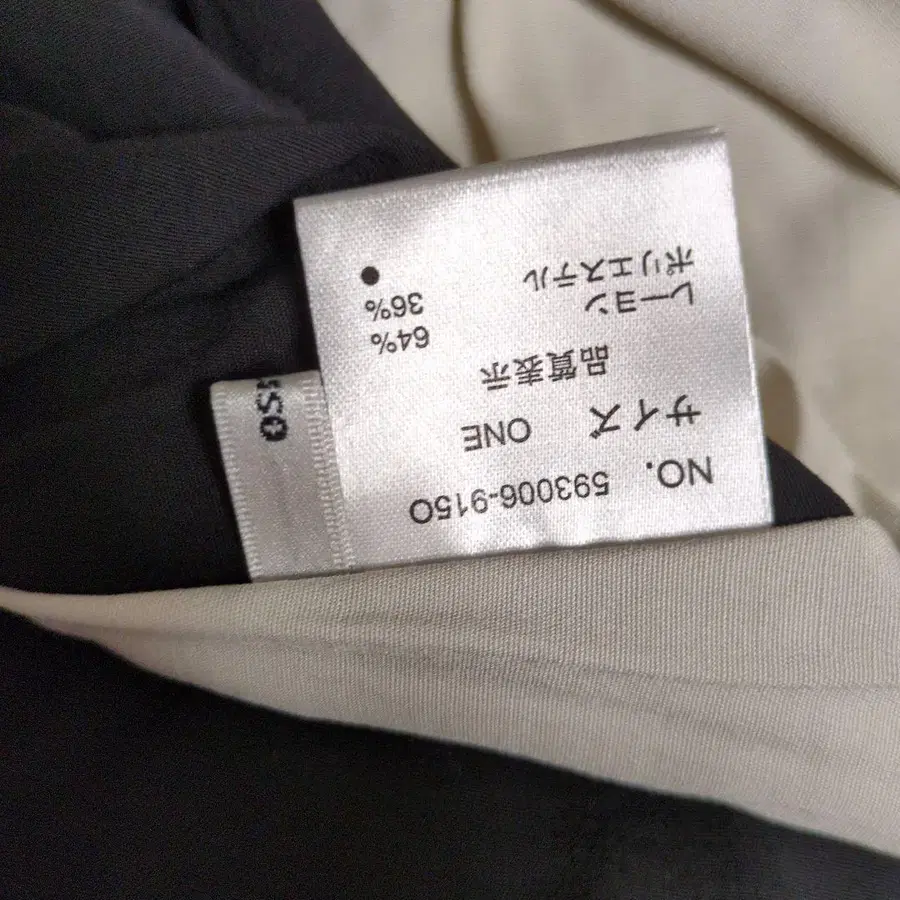 NO. 593006-915O
サイズ ONE
品質表示
レーヨン 64%
ポリエステル 36%